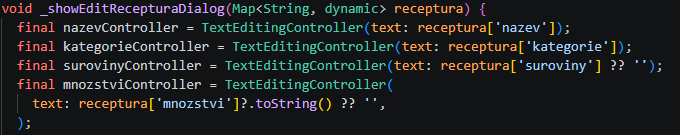 void _showEditRecepturaDialog(Map<String, dynamic> receptura) {
  final nazevController = TextEditingController(text: receptura['nazev']);
  final kategorieController = TextEditingController(text: receptura['kategorie']);
  final surovinyController = TextEditingController(text: receptura['suroviny'] ?? '');
  final mnozstviController = TextEditingController(
    text: receptura['mnozstvi']?.toString() ?? '',
  );